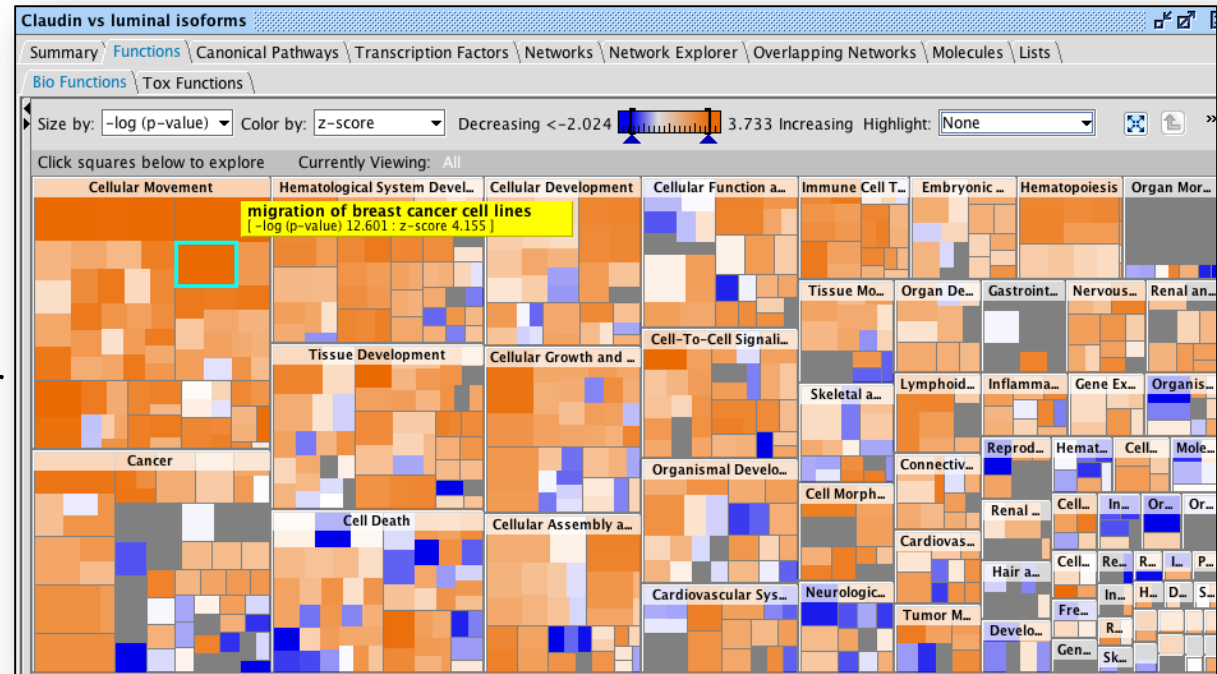 Claudin vs luminal isoforms
Summary Functions Canonical Pathways Transcription Factors Networks Network Explorer Overlapping Networks Molecules Lists
Bio Functions Tox Functions
Size by: -log (p-value) Color by: z-score Decreasing <-2.024 3.733 Increasing Highlight: None »
Click squares below to explore Currently Viewing: All
Cellular Movement Hematological System Devel... Cellular Development Cellular Function a... Immune Cell T... Embryonic ... Hematopoiesis Organ Mor...
migration of breast cancer cell lines
[ -log (p-value) 12.601 : z-score 4.155 ]
Tissue Mo... Organ De... Gastroint... Nervous... Renal an...
Cell-To-Cell Signali...
Tissue Development Cellular Growth and ...
Skeletal a... Lymphoid... Inflamma... Gene Ex... Organis...
Cancer Organismal Develo... Connectiv... Reprod... Hemat... Cell... Mole...
Cell Morph...
Cell Death Cellular Assembly a... Renal ... Cell... In... Or... Or...
Cardiovas...
Hair a... Cell... Re... R... I... P...
Cardiovascular Sys... Neurologic... In... H... D... S...
Tumor M... Fre...
Develo... R...
Gen... Sk...